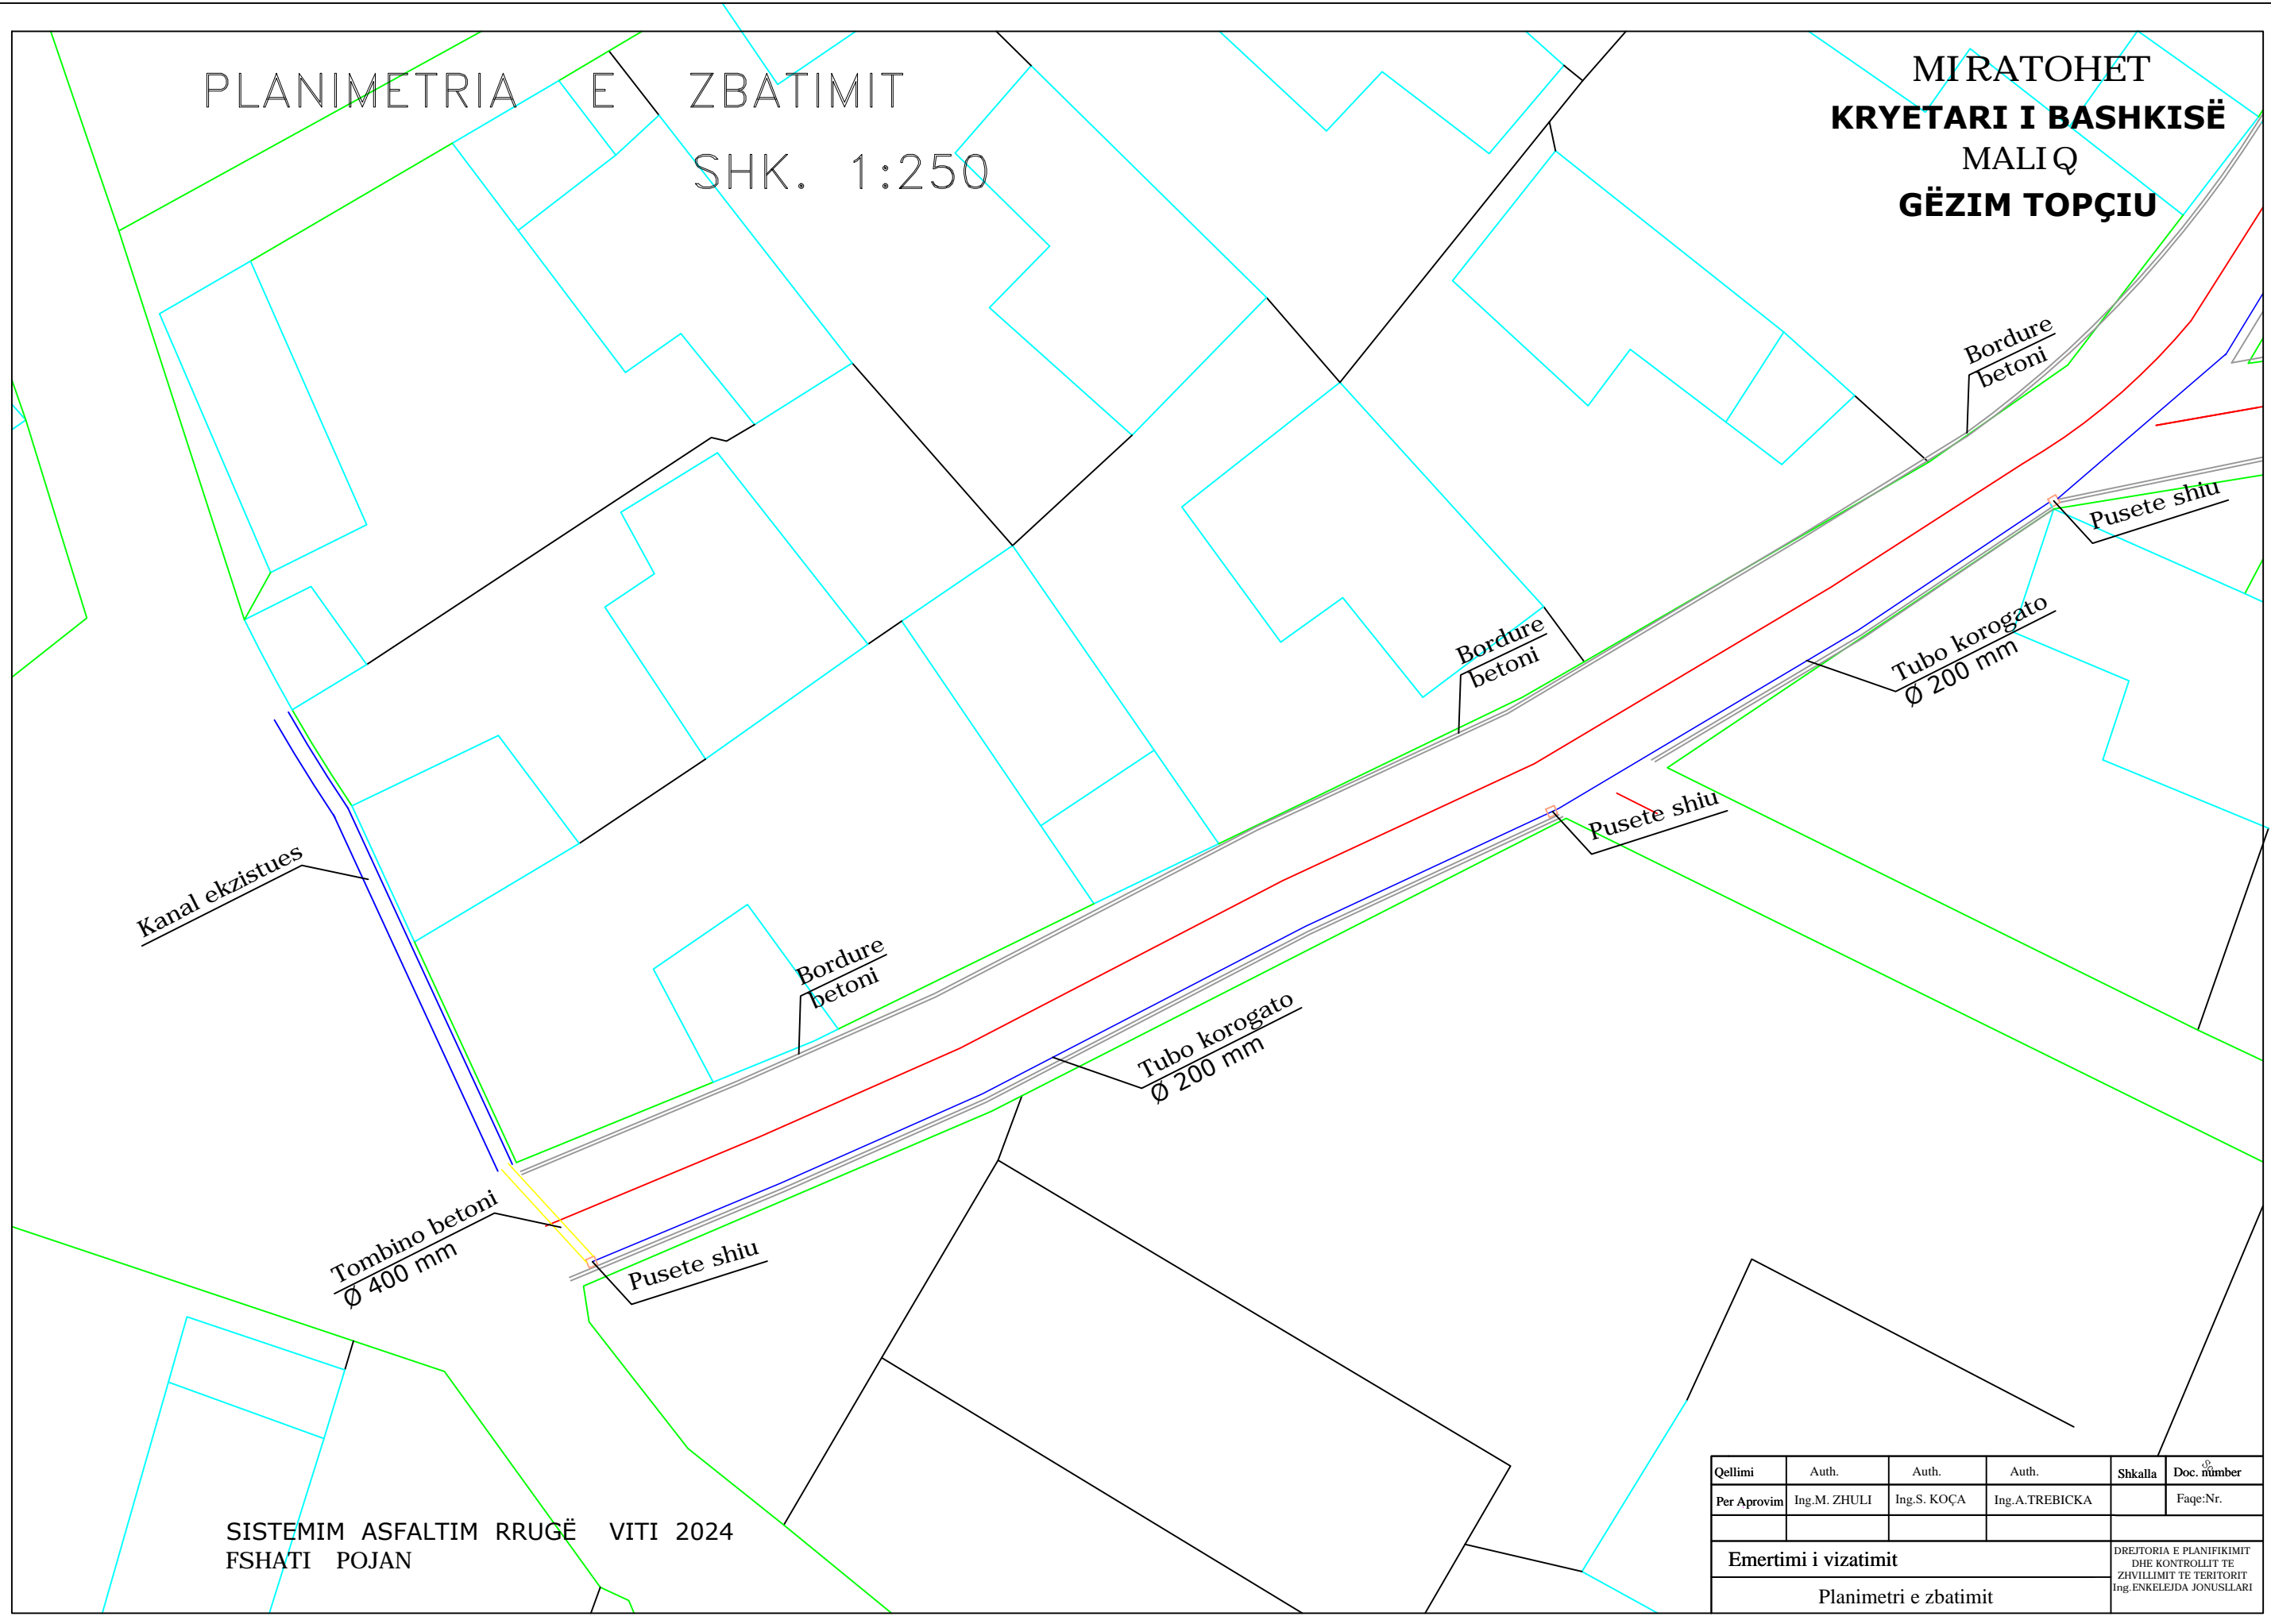 PLANIMETRIA E ZBATIMIT
SHK. 1:250
MIRATOHET
KRYETARI I BASHKISË
MALIQ
GËZIM TOPÇIU
Bordure
betoni
Pusete shiu
Tubo korogato
Ø 200 mm
Bordure
betoni
Pusete shiu
Kanal ekzistues
Bordure
betoni
Tubo korogato
Ø 200 mm
Tombino betoni
Ø 400 mm
Pusete shiu
SISTEMIM ASFALTIM RRUGË VITI 2024
FSHATI POJAN
Qellimi Auth. Auth. Auth. Shkalla Doc. number
Per Aprovim Ing.M. ZHULI Ing.S. KOÇA Ing.A.TREBICKA Faqe:Nr.
Emertimi i vizatimit
Planimetri e zbatimit
DREJTORIA E PLANIFIKIMIT
DHE KONTROLLIT TE
ZHVILLIMIT TE TERITORIT
Ing.ENKELEJDA JONUSLLARI